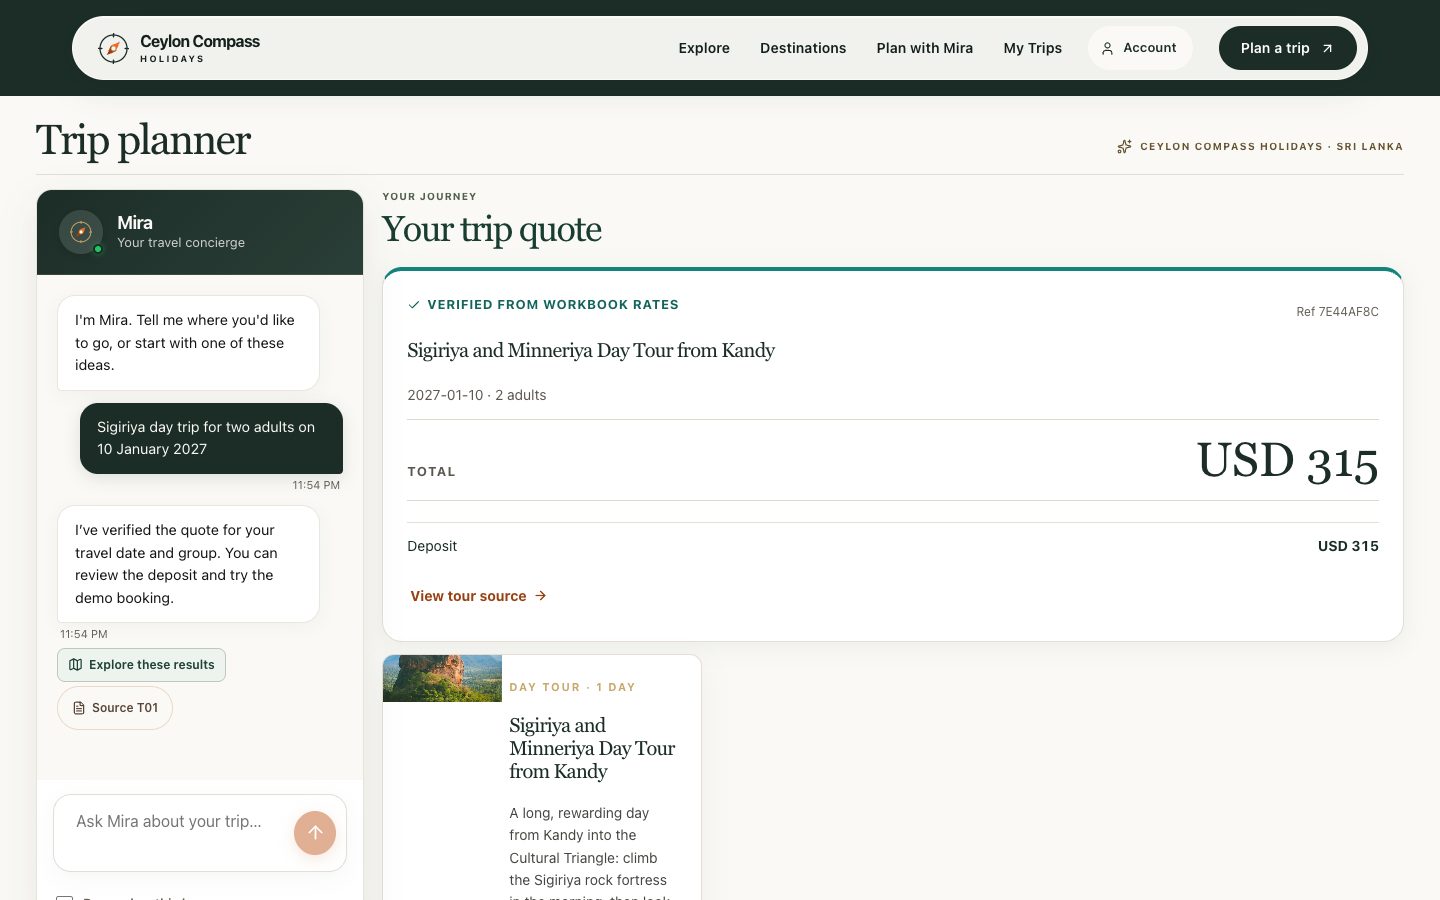 Ceylon Compass
HOLIDAYS
Explore
Destinations
Plan with Mira
My Trips
Account
Plan a trip
Trip planner
CEYLON COMPASS HOLIDAYS · SRI LANKA
Mira
Your travel concierge
I'm Mira. Tell me where you'd like
to go, or start with one of these
ideas.
Sigiriya day trip for two adults on
10 January 2027
11:54 PM
I’ve verified the quote for your
travel date and group. You can
review the deposit and try the
demo booking.
11:54 PM
Explore these results
Source T01
Ask Mira about your trip...
YOUR JOURNEY
Your trip quote
VERIFIED FROM WORKBOOK RATES
Ref 7E44AF8C
Sigiriya and Minneriya Day Tour from Kandy
2027-01-10 · 2 adults
TOTAL
USD 315
Deposit
USD 315
View tour source
DAY TOUR · 1 DAY
Sigiriya and
Minneriya Day Tour
from Kandy
A long, rewarding day
from Kandy into the
Cultural Triangle: climb
the Sigiriya rock fortress